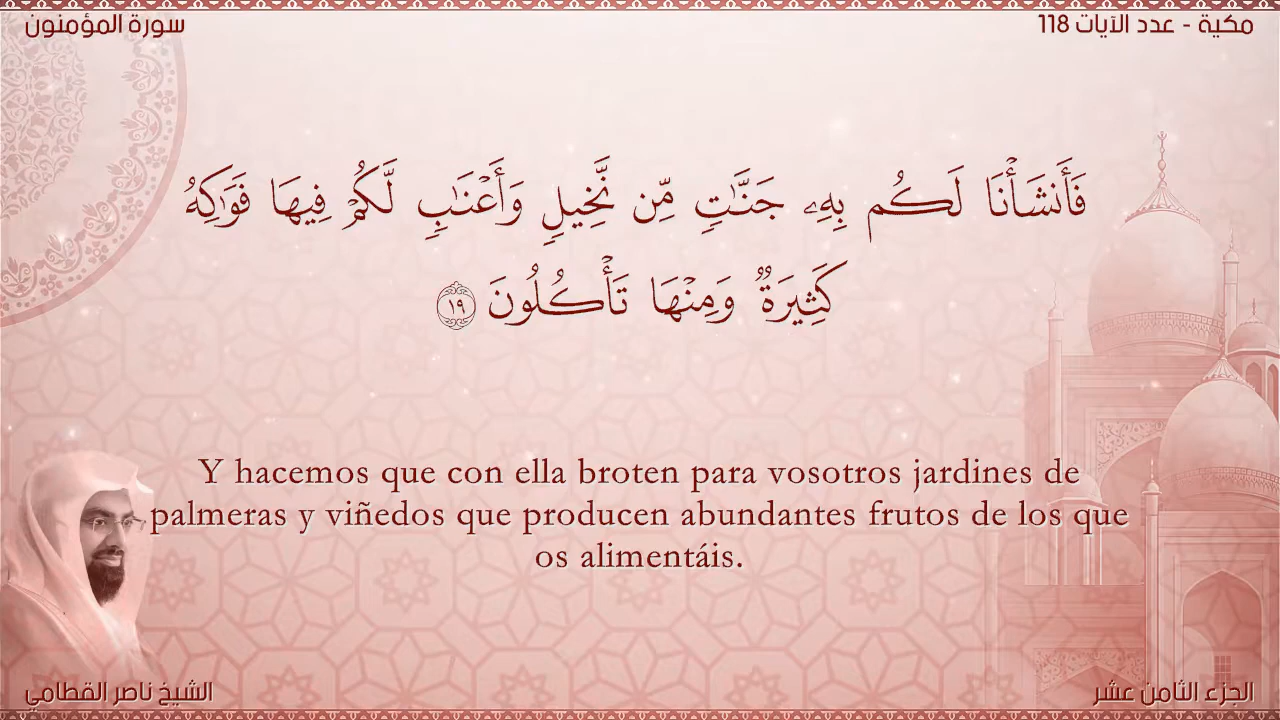 مكية - عدد الآيات 118
سورة المؤمنون
فَأَنشَأْنَا لَكُم بِهِۦ جَنَّـٰتٍ مِّن نَّخِيلٍ وَأَعْنَـٰبٍ لَّكُمْ فِيهَا فَوَٰكِهُ
كَثِيرَةٌ وَمِنْهَا تَأْكُلُونَ ١٩
Y hacemos que con ella broten para vosotros jardines de
palmeras y viñedos que producen abundantes frutos de los que
os alimentáis.
الجزء الثامن عشر
الشيخ ناصر القطامي